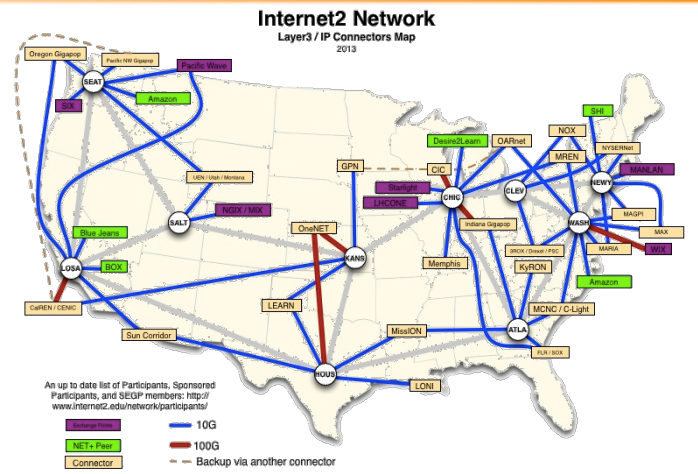 Internet2 Network
Layer3 / IP Connectors Map
2013
Oregon Gigapop
Pacific NW Gigapop
Pacific Wave
SEAT
SIX
Amazon
SHI
NOX
Desire2Learn
OARnet
NYSERNet
MREN
GPN
CIC
MANLAN
UEN / Utah / Montana
Starlight
CLEV
NEWY
LHCONE
CHIC
NGIX / MIX
SALT
MAGPI
OneNET
Indiana Gigapop
WASH
MAX
Blue Jeans
3ROX / Drexel / PSC
MARIA
WIX
KANS
Memphis
KyRON
LOSA
BOX
Amazon
CalREN / CENIC
LEARN
MCNC / C-Light
Sun Corridor
MissION
ATLA
FLR / SOX
HOUS
LONI
An up to date list of Participants, Sponsored
Participants, and SEGP members: http://
www.internet2.edu/network/participants/
Exchange Points
10G
NET+ Peer
100G
Connector
Backup via another connector